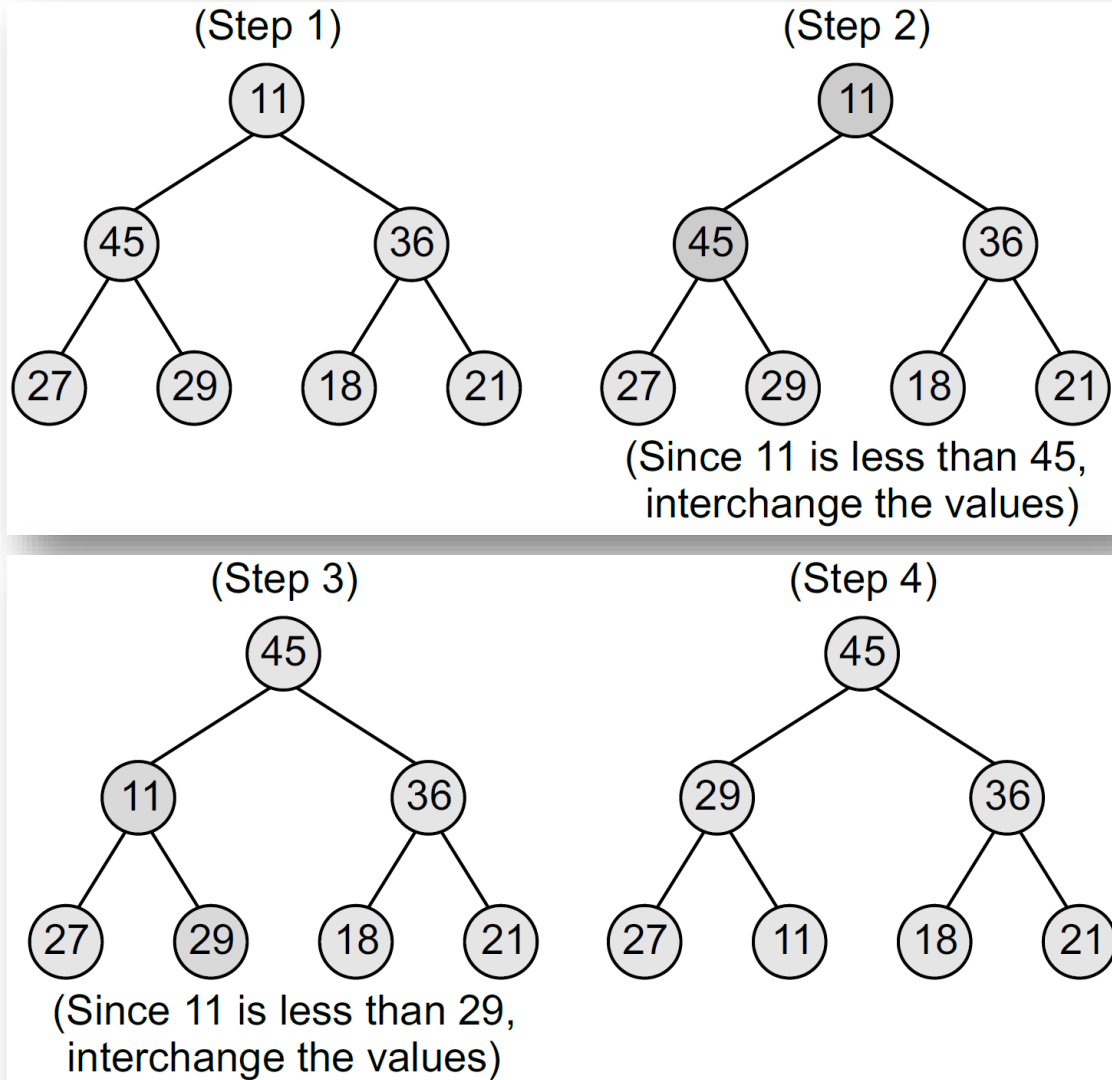 (Step 1) (Step 2)
11 11
45 36 45 36
27 29 18 21 27 29 18 21
(Since 11 is less than 45,
interchange the values)
(Step 3) (Step 4)
45 45
11 36 29 36
27 29 18 21 27 11 18 21
(Since 11 is less than 29,
interchange the values)